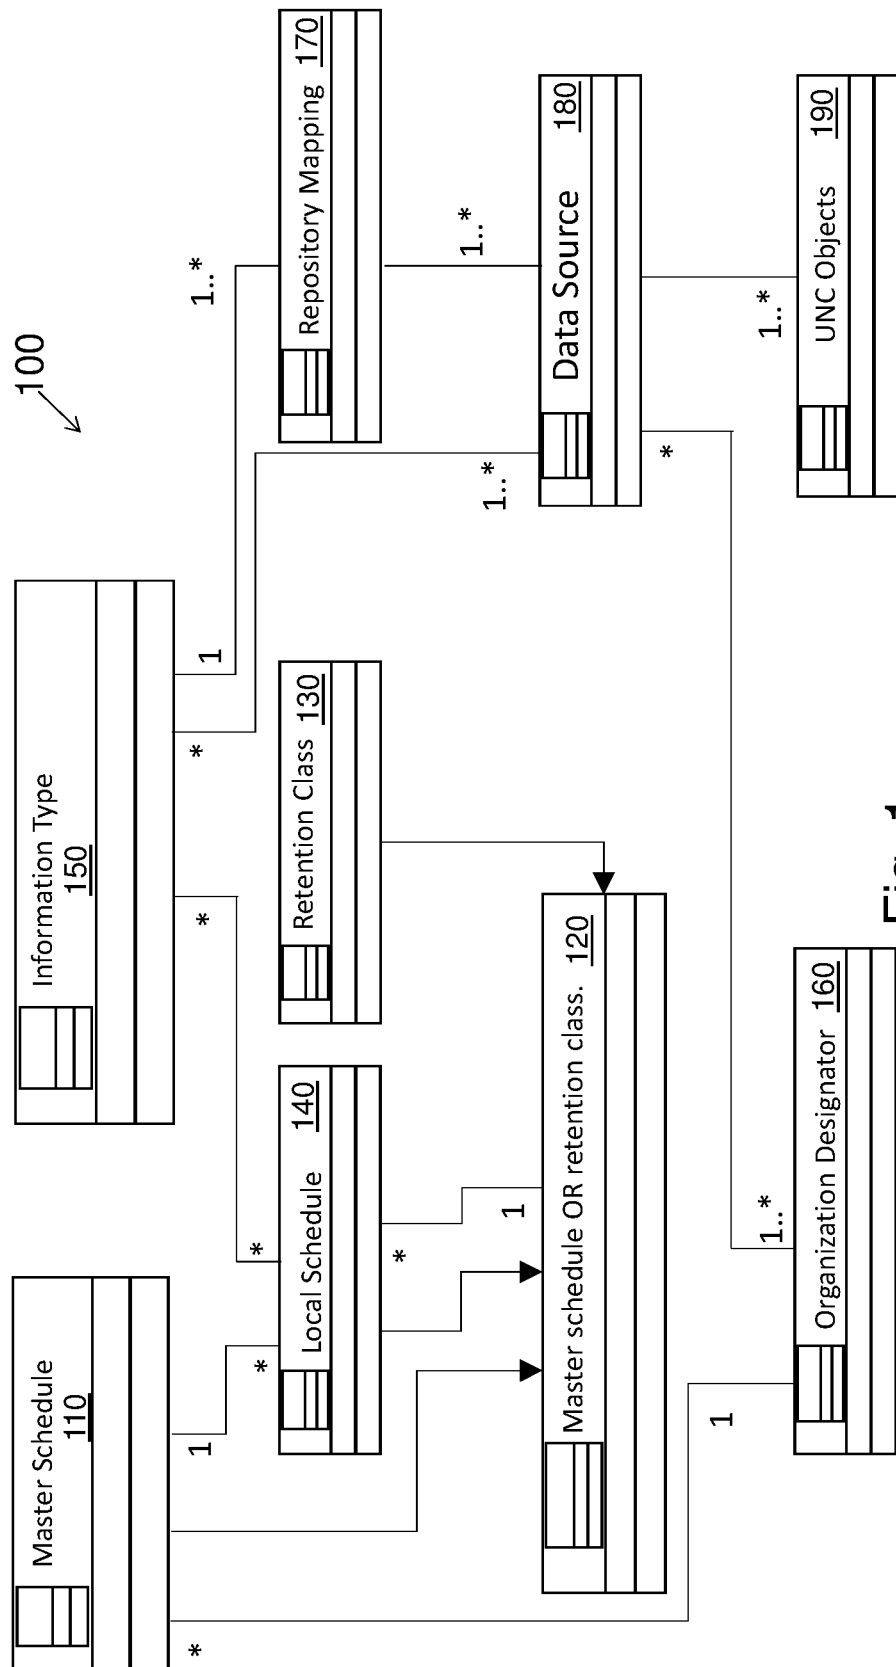 100
Master Schedule
110
*
*
1
Information Type
150
*
*
1
Local Schedule 140
*
*
*
Retention Class 130
Repository Mapping 170
1..*
Master schedule OR retention class. 120
1
Data Source 180
1..*
1..*
*
Organization Designator 160
1
1..*
UNC Objects 190
1..*